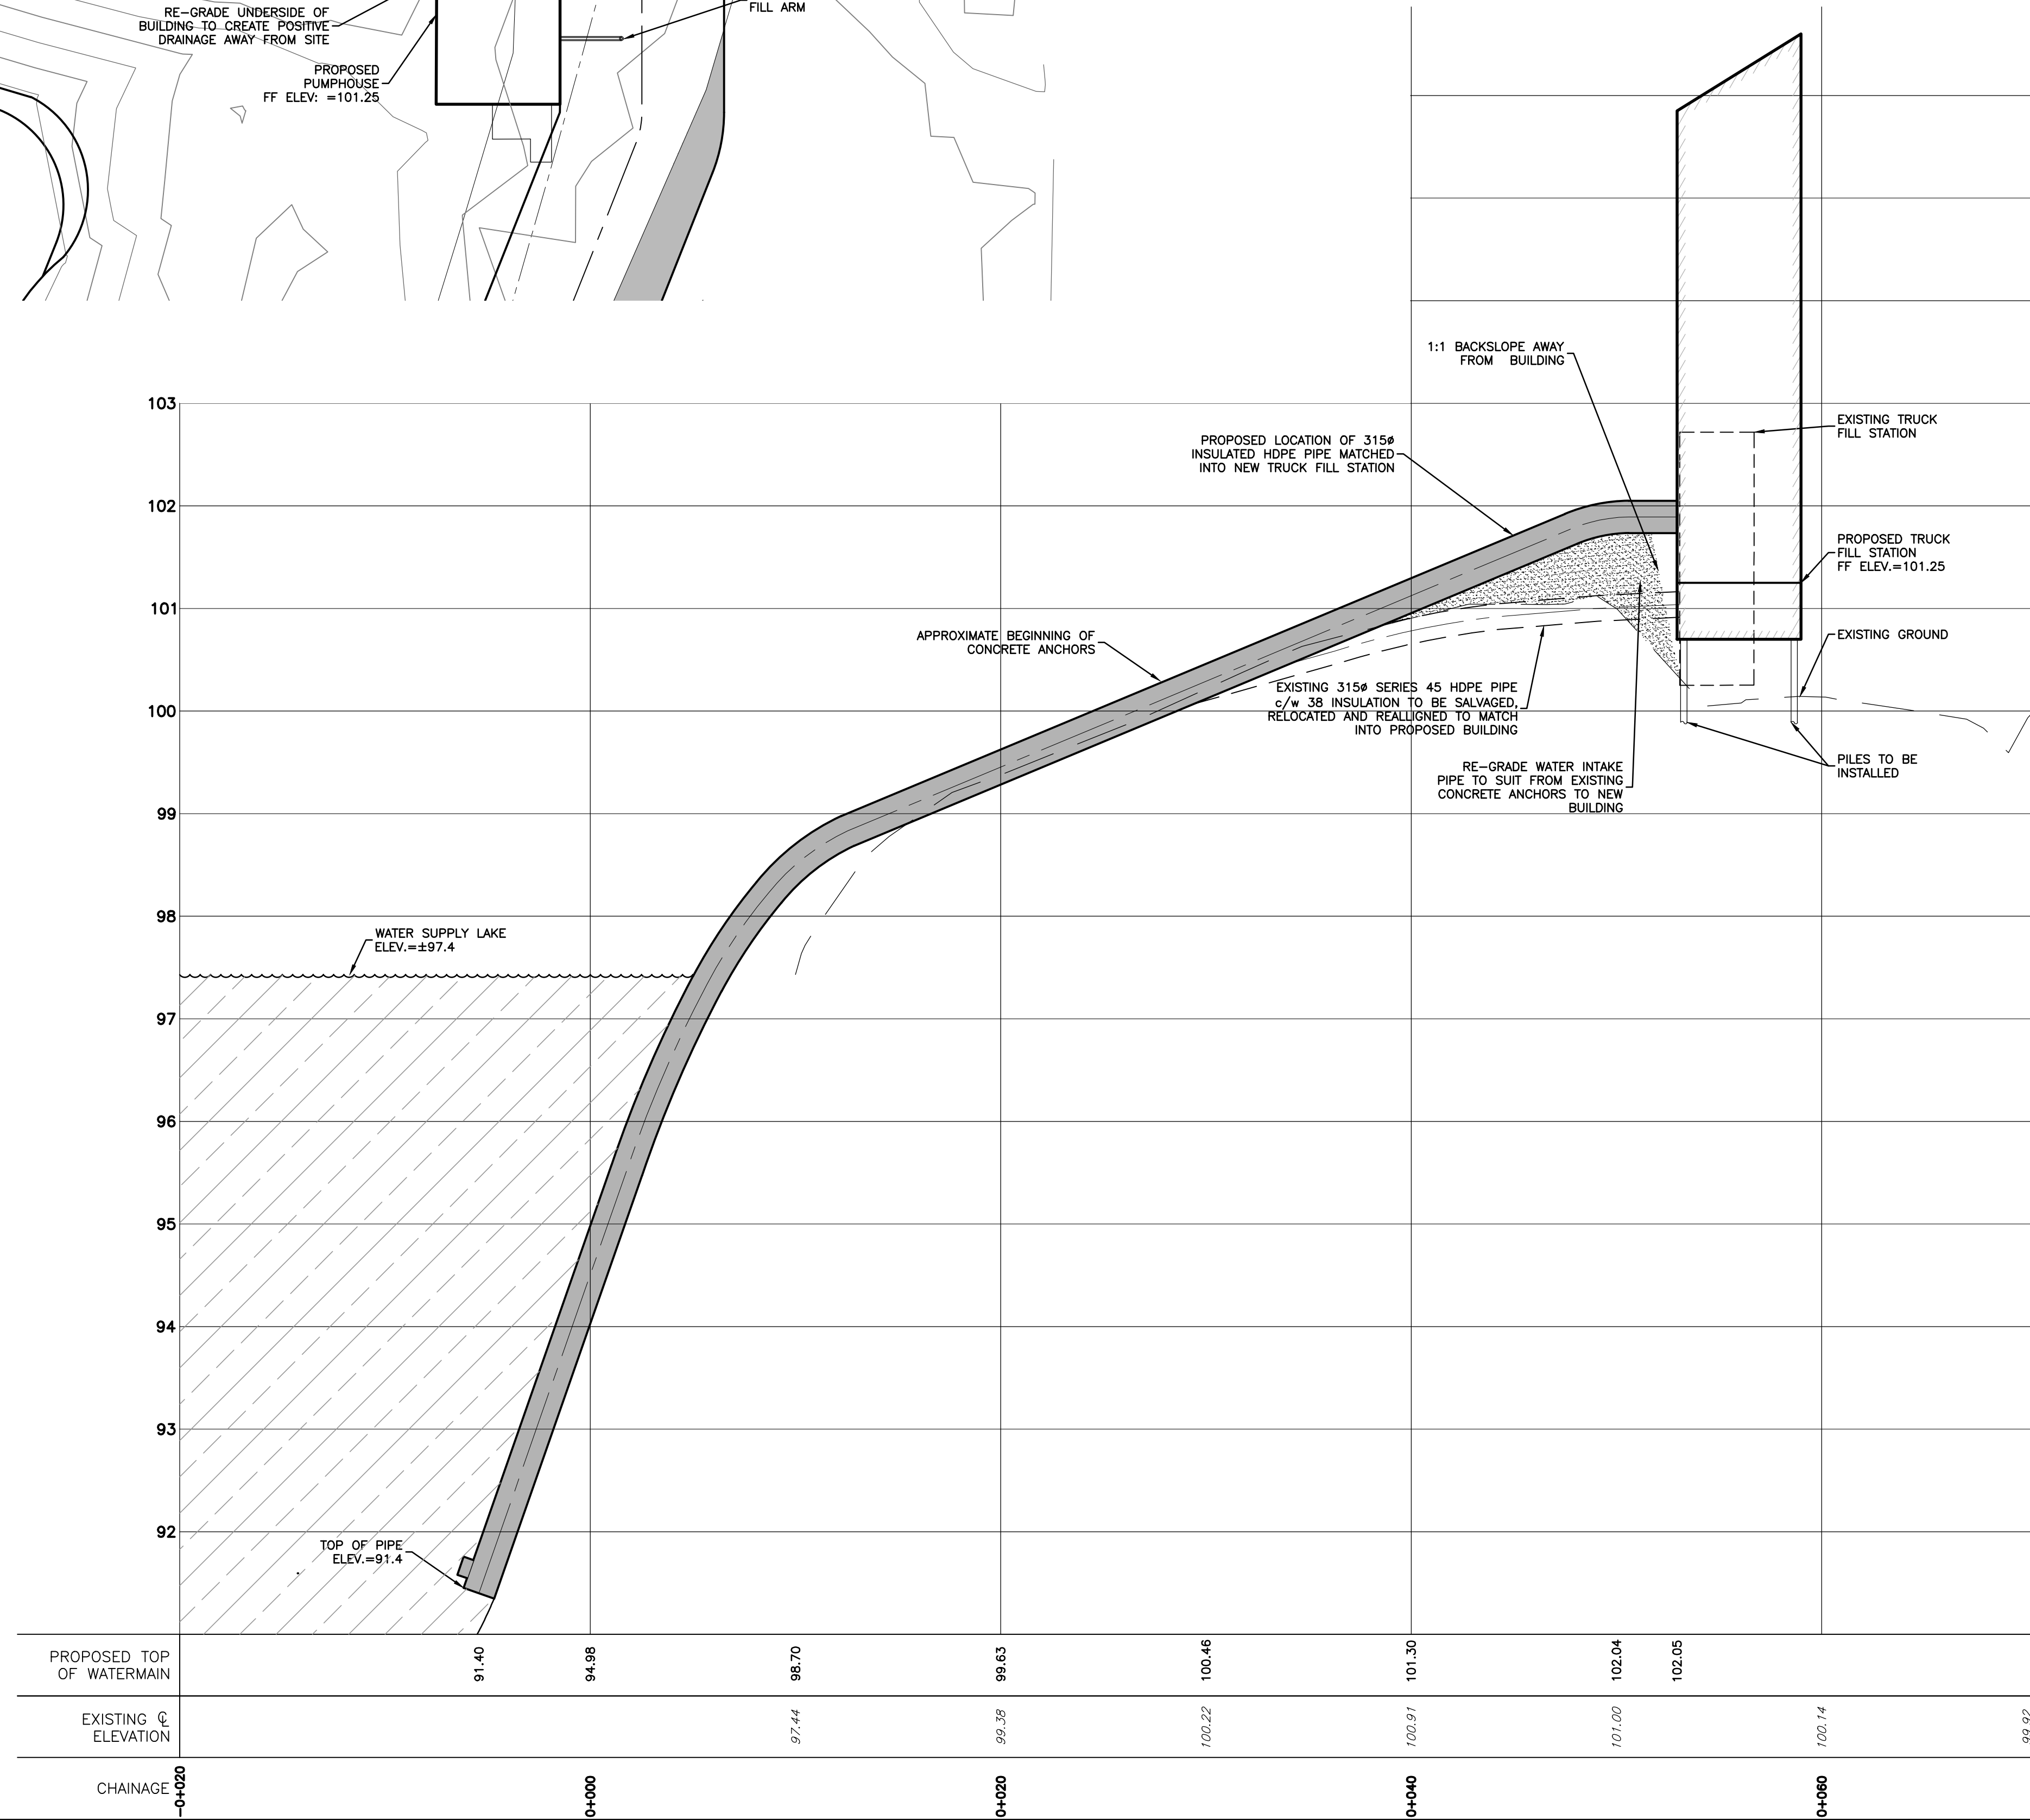 RE-GRADE UNDERSIDE OF
BUILDING TO CREATE POSITIVE
DRAINAGE AWAY FROM SITE
FILL ARM
PROPOSED
PUMPHOUSE
FF ELEV: =101.25
1:1 BACKSLOPE AWAY
FROM BUILDING
103
102
101
100
99
98
97
96
95
94
93
92
EXISTING TRUCK
FILL STATION
PROPOSED LOCATION OF 315ø
INSULATED HDPE PIPE MATCHED
INTO NEW TRUCK FILL STATION
PROPOSED TRUCK
FILL STATION
FF ELEV.=101.25
APPROXIMATE BEGINNING OF
CONCRETE ANCHORS
EXISTING GROUND
EXISTING 315ø SERIES 45 HDPE PIPE
c/w 38 INSULATION TO BE SALVAGED,
RELOCATED AND REALLIGNED TO MATCH
INTO PROPOSED BUILDING
RE-GRADE WATER INTAKE
PIPE TO SUIT FROM EXISTING
CONCRETE ANCHORS TO NEW
BUILDING
PILES TO BE
INSTALLED
WATER SUPPLY LAKE
ELEV.=±97.4
TOP OF PIPE
ELEV.=91.4
PROPOSED TOP
OF WATERMAIN
91.40
94.98
98.70
99.63
100.46
101.30
102.04
102.05
EXISTING ℄
ELEVATION
97.44
99.38
100.22
100.91
101.00
100.14
99.92
CHAINAGE
-0+020
0+000
0+020
0+040
0+060